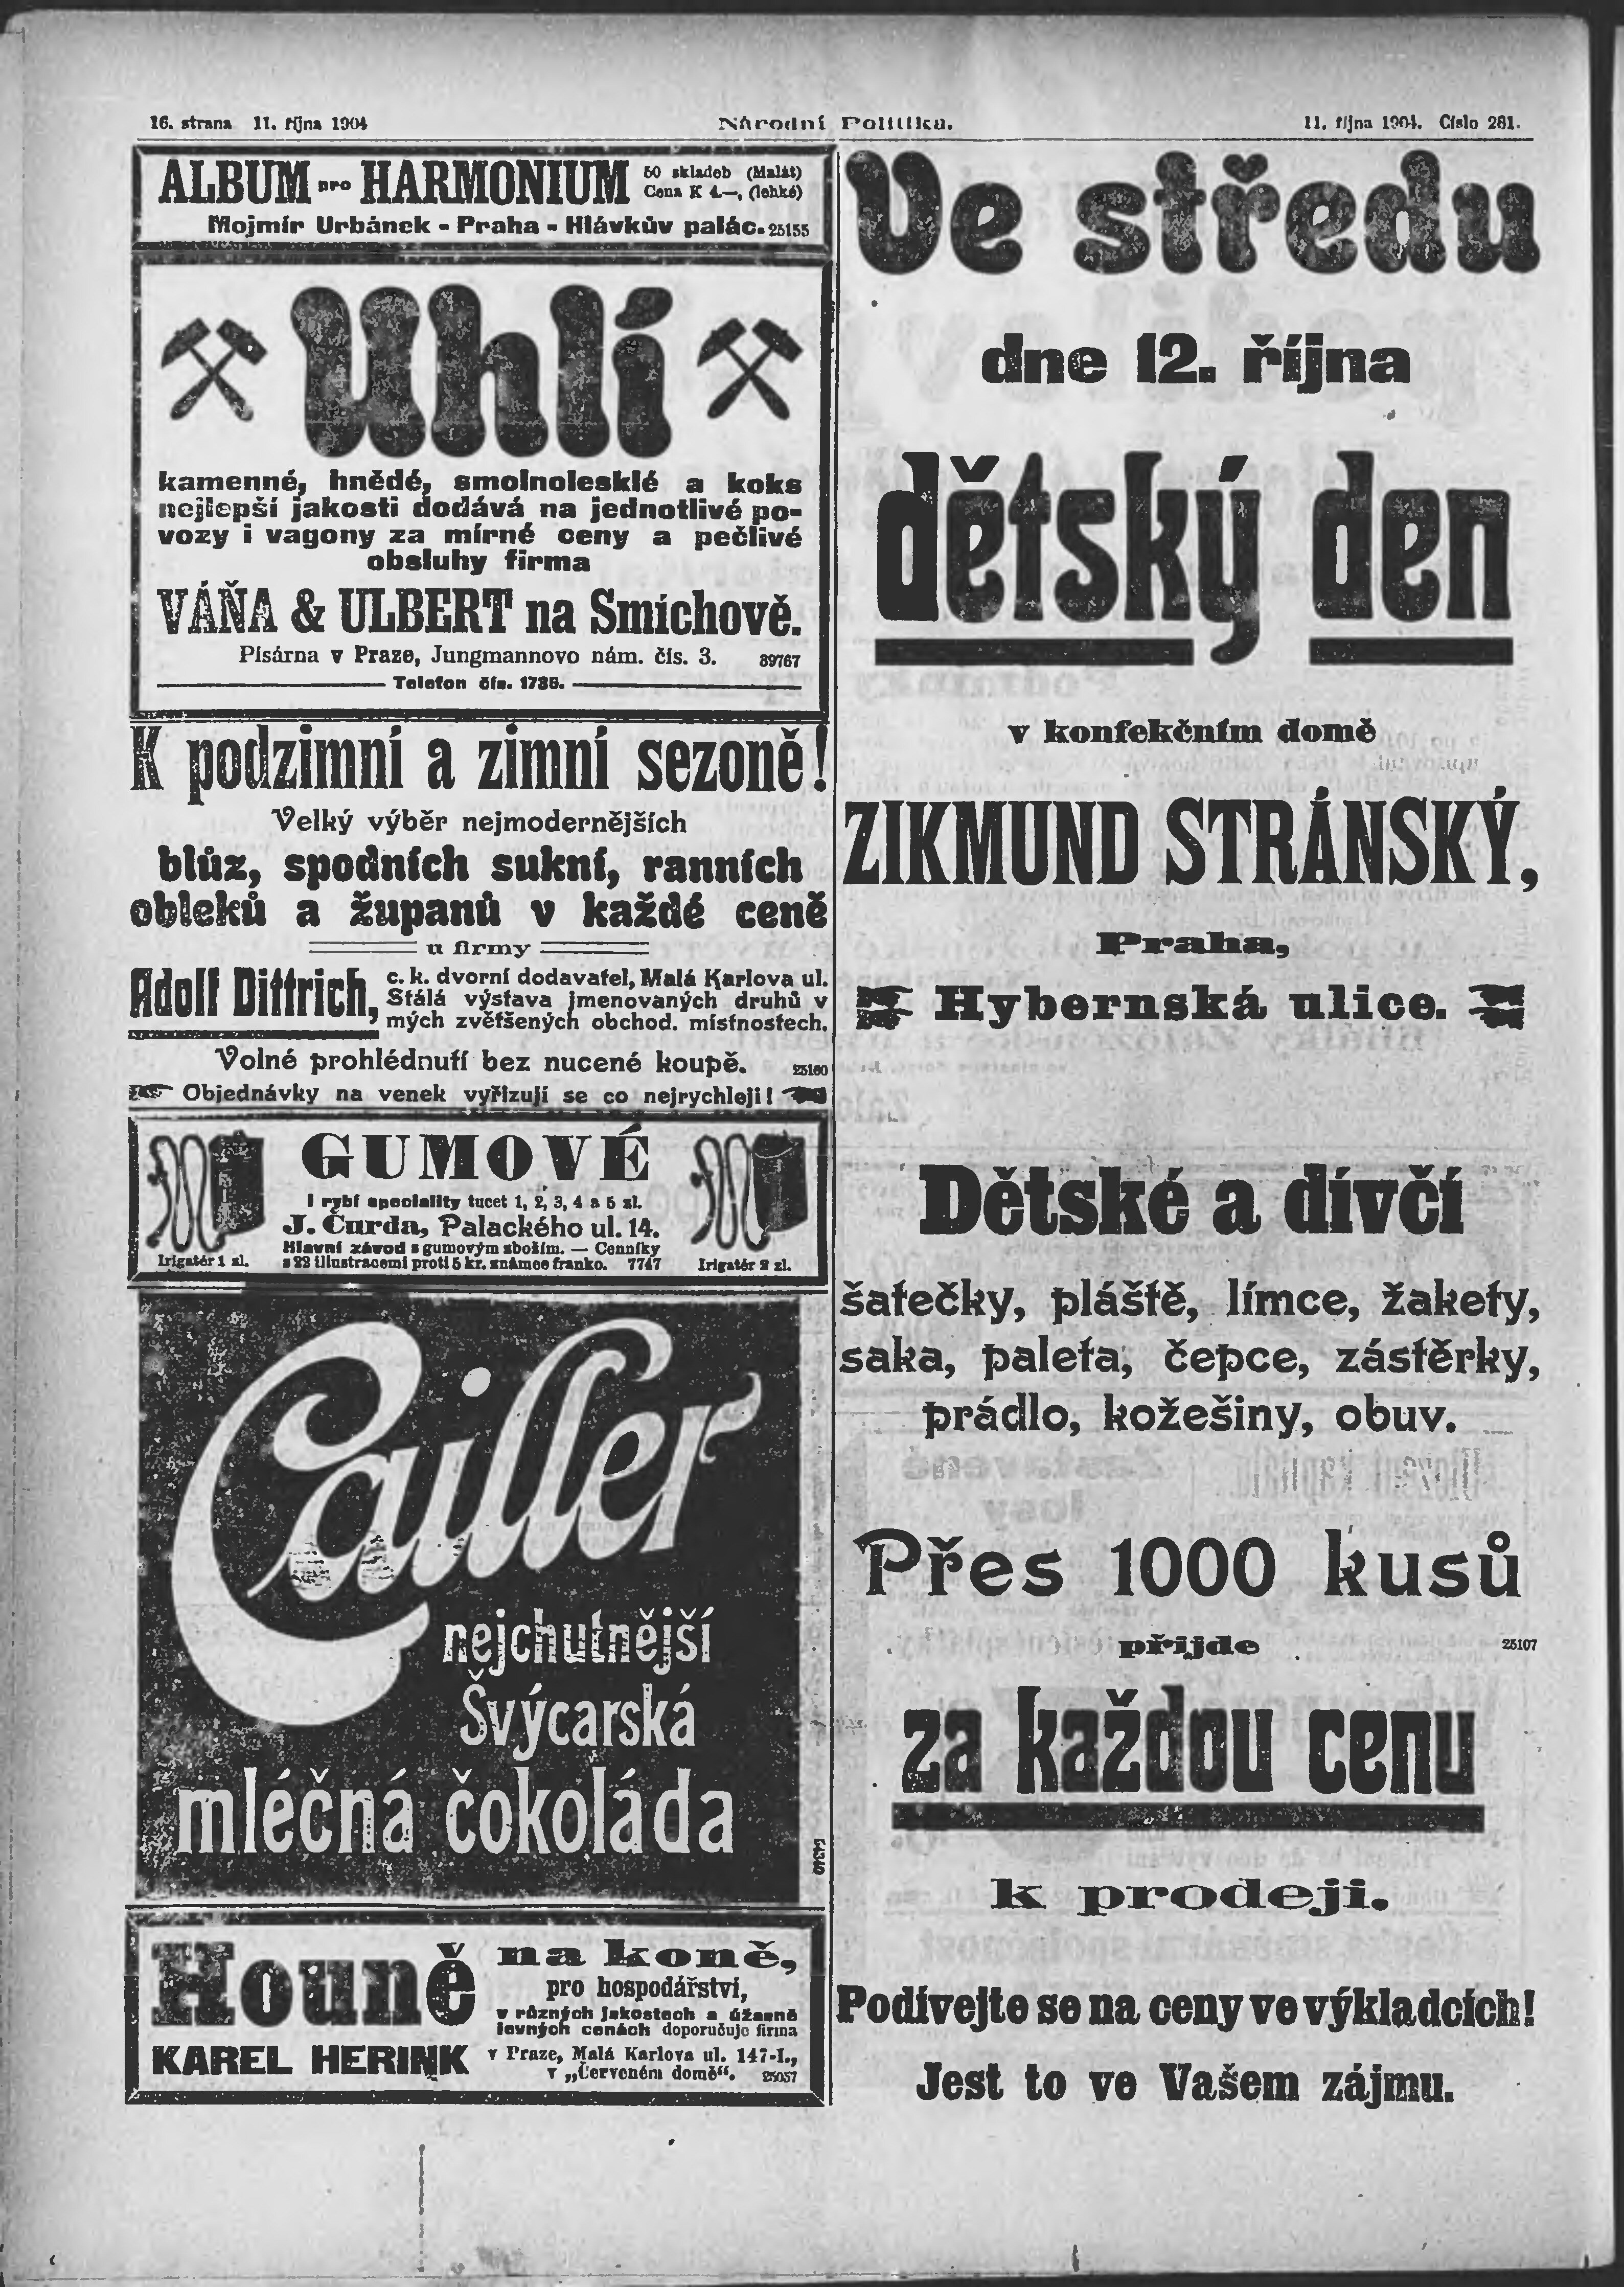 16. strana 11. října 1904
Národní Politika.
11. října 1904. Číslo 281.
ALBUM pro HARMONIUM 50 skladeb (Malát)
Cena K 4.—, (lehké)
Mojmír Urbánek - Praha - Hlávkův palác. 25155
Uhlí
kamenné, hnědé, smolnolesklé a koks
nejlepší jakosti dodává na jednotlivé po-
vozy i vagony za mírné ceny a pečlivé
obsluhy firma
VÁŇA & ULBERT na Smíchově.
Písárna v Praze, Jungmannovo nám. čís. 3. 39767
Telefon čís. 1736.
K podzimní a zimní sezoně!
Velký výběr nejmodernějších
blůz, spodních sukní, ranních
obleků a županů v každé ceně
u firmy
Adolf Dittrich, c. k. dvorní dodavatel, Malá Karlova ul.
Stálá výstava jmenovaných druhů v
mých zvětšených obchod. místnostech.
Volné prohlédnutí bez nucené koupě. 25160
Objednávky na venek vyřizují se co nejrychleji!
GUMOVÉ
i rybí speciality tucet 1, 2, 3, 4 a 5 zl.
J. Čurda, Palackého ul. 14.
Hlavní závod s gumovým zbožím. — Cenníky
s 22 illustracemi proti 5 kr. známce franko. 7747
Irigatér 1 zl.
Irigatér 2 zl.
Cailler
nejchutnější
Švýcarská
mléčná čokoláda
Houně na koně,
pro hospodářství,
v různých jakostech a úžasně
levných cenách doporučuje firma
KAREL HERINK v Praze, Malá Karlova ul. 147-I.,
v „Červeném domě“. 25057
Ve středu
dne 12. října
dětský den
v konfekčním domě
ZIKMUND STRÁNSKÝ,
Praha,
Hybernská ulice.
Dětské a dívčí
šatečky, pláště, límce, žakety,
saka, paleta, čepce, zástěrky,
prádlo, kožešiny, obuv.
Přes 1000 kusů
přijde 25107
za každou cenu
k prodeji.
Podívejte se na ceny ve výkladcích!
Jest to ve Vašem zájmu.